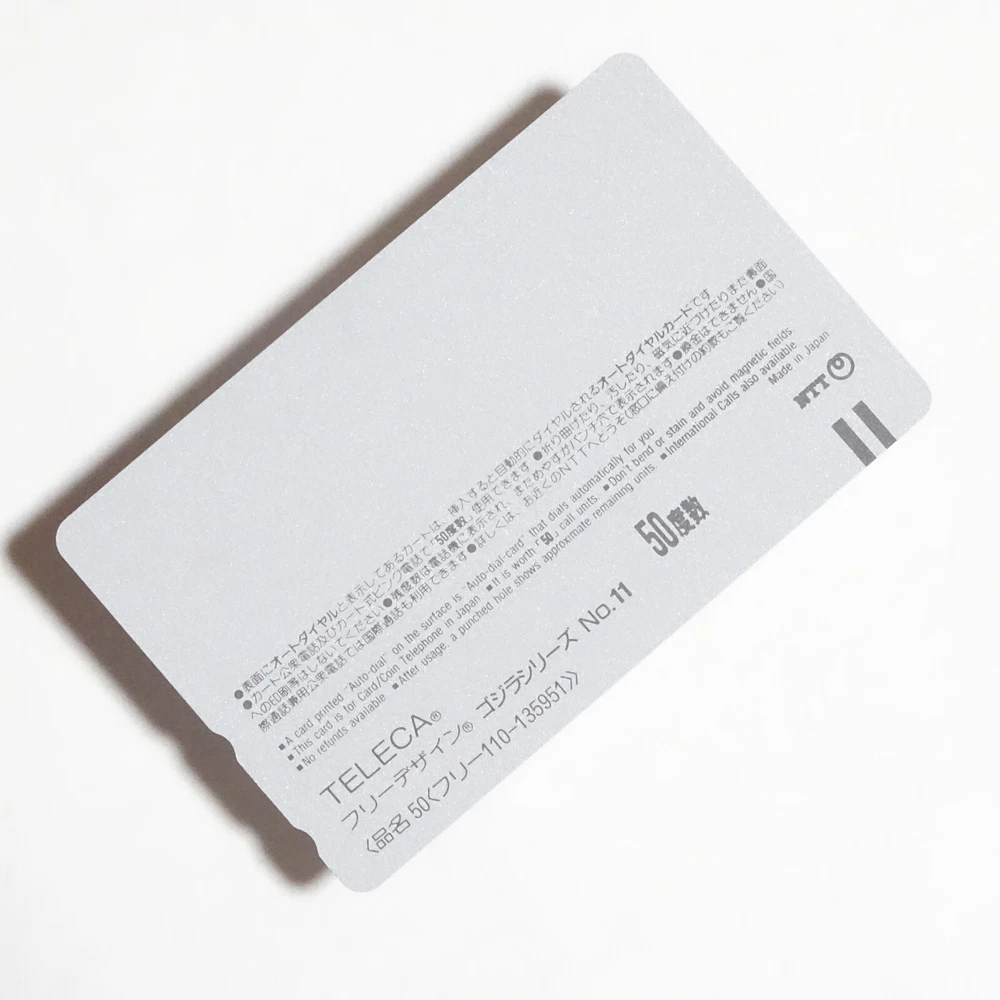 ●表面にオートダイヤルと表示してあるカードは、挿入すると自動的にダイヤルされるオートダイヤルカードです
●カード公衆電話及びカード式ピンク電話で「50度数」使用できます●折り曲げたり、汚したり、磁気に近づけたりまた表面
への印刷等はしないでください●残度数は電話機に表示され、まためやすがパンチ穴で表示されます●換金はできません●国
際通話兼用公衆電話では国際通話も利用できます●詳しくは、お近くのNTTへどうぞ(窓口に備え付けの約款もご覧ください)
■A card printed "Auto-dial" on the surface is "Auto-dial-card" that dials automatically for you.
■This card is for Card/Coin Telephone in Japan ■It is worth「50」call units. ■Don't bend or stain and avoid magnetic fields
■No refunds available ■After usage, a punched hole shows approximate remaining units. ■International Calls also available
Made in Japan
TELECA®
フリーデザイン® ゴジラシリーズ No.11
〈品名 50〈フリー110-135951〉〉
50度数
NTT